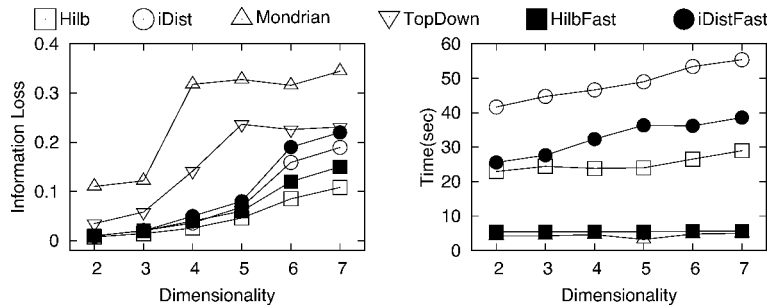 Hilb iDist Mondrian TopDown HilbFast iDistFast
0.4
0.3
0.2
0.1
0
Information Loss
2 3 4 5 6 7
Dimensionality
60
50
40
30
20
10
0
Time(sec)
2 3 4 5 6 7
Dimensionality